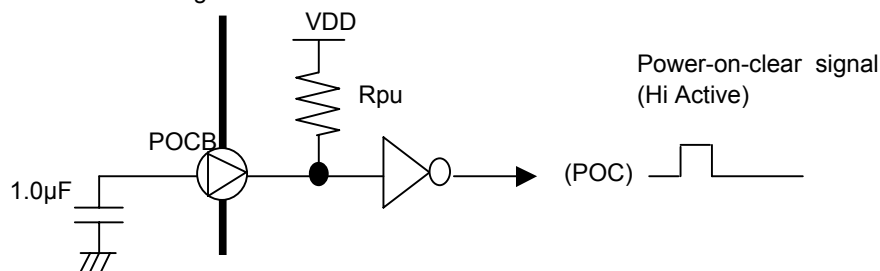 VDD
Power-on-clear signal
(Hi Active)
Rpu
POCB
(POC)
1.0µF